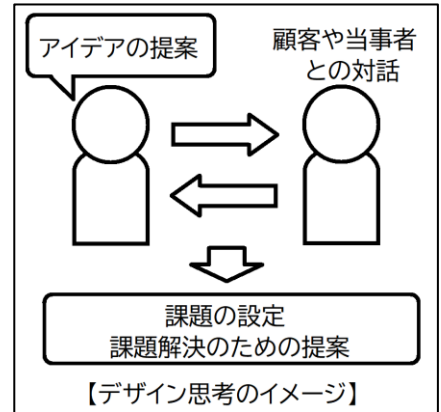 アイデアの提案
顧客や当事者
との対話
課題の設定
課題解決のための提案
【デザイン思考のイメージ】